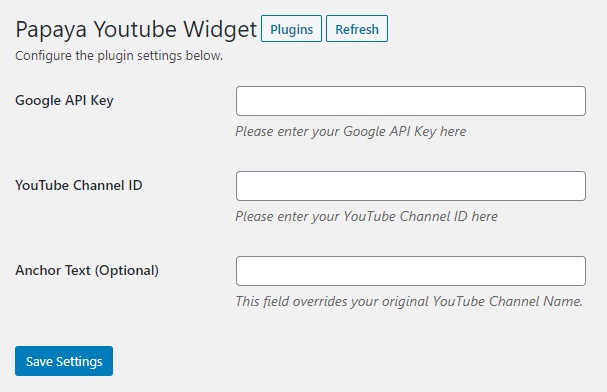 Papaya Youtube Widget Plugins Refresh
Configure the plugin settings below.
Google API Key
Please enter your Google API Key here
YouTube Channel ID
Please enter your YouTube Channel ID here
Anchor Text (Optional)
This field overrides your original YouTube Channel Name.
Save Settings